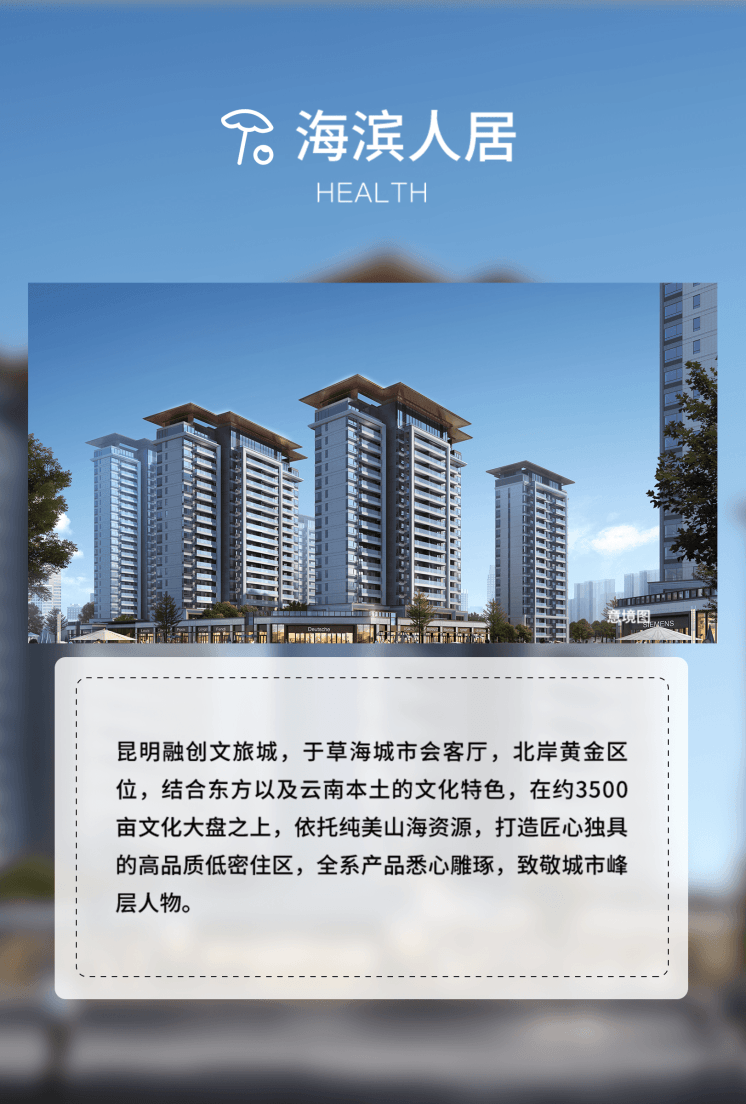 海滨人居
HEALTH
Deutsche
意境图
SIEMENS
昆明融创文旅城，于草海城市会客厅，北岸黄金区
位，结合东方以及云南本土的文化特色，在约3500
亩文化大盘之上，依托纯美山海资源，打造匠心独具
的高品质低密住区，全系产品悉心雕琢，致敬城市峰
层人物。